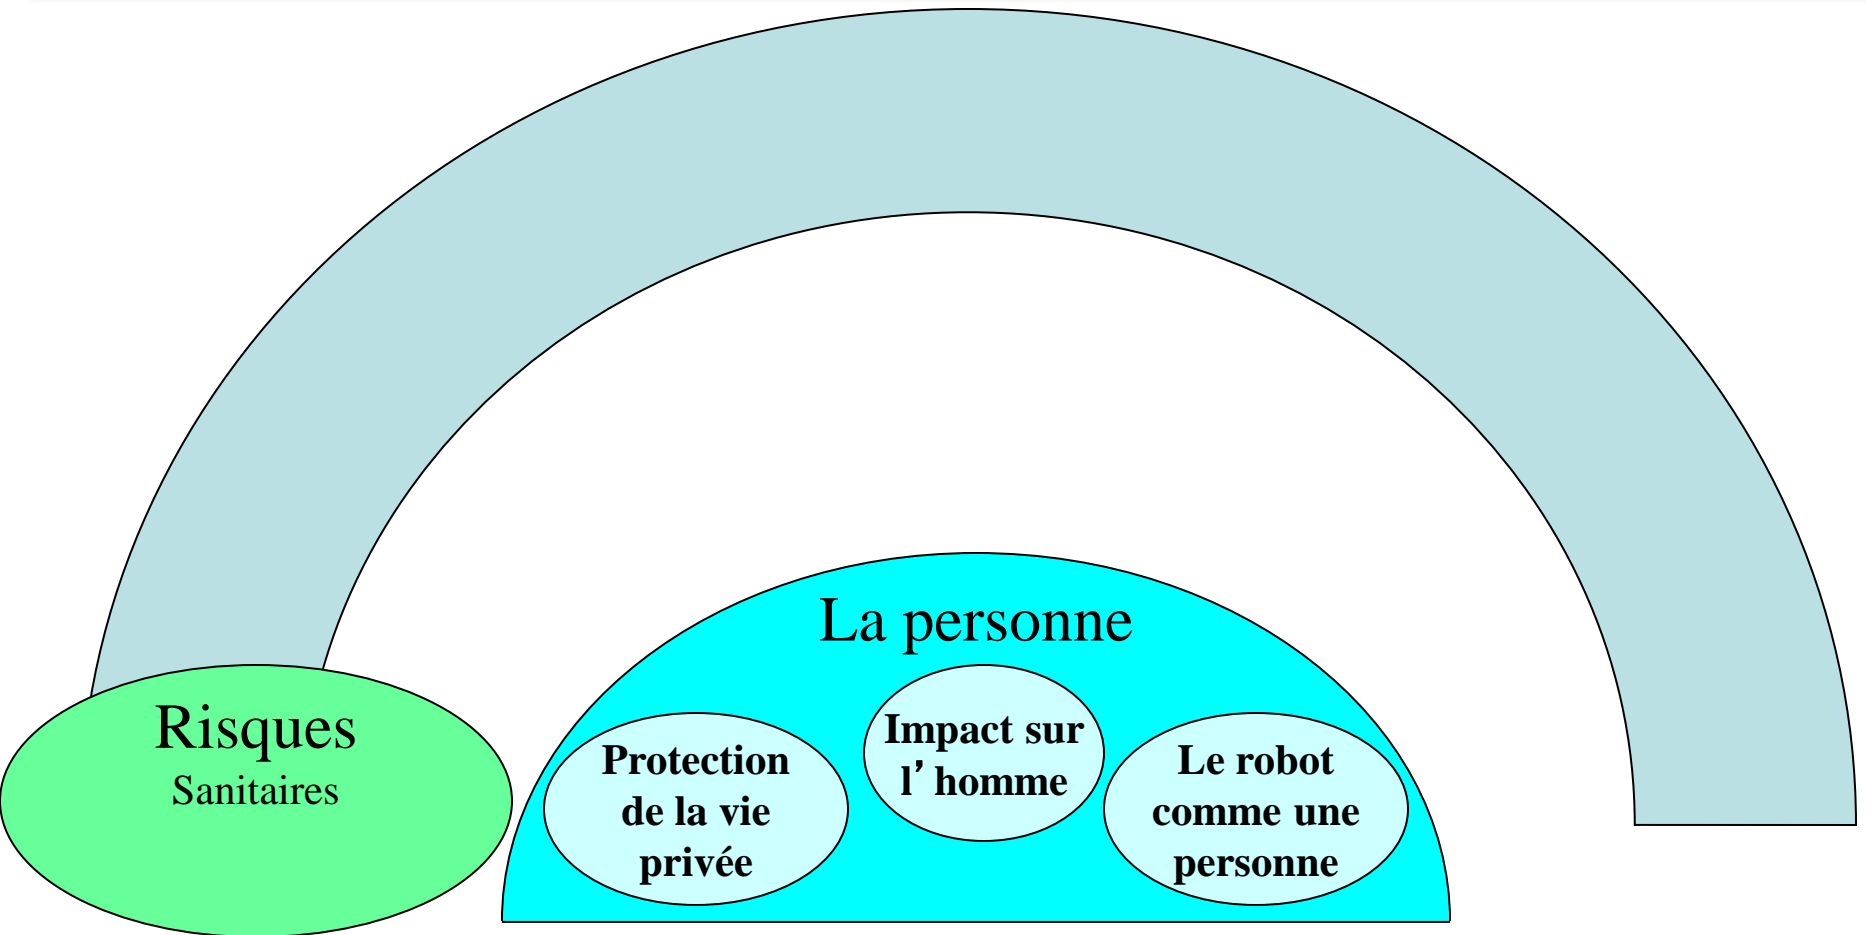 La personne
Risques
Sanitaires
Protection
de la vie
privée
Impact sur
l’ homme
Le robot
comme une
personne